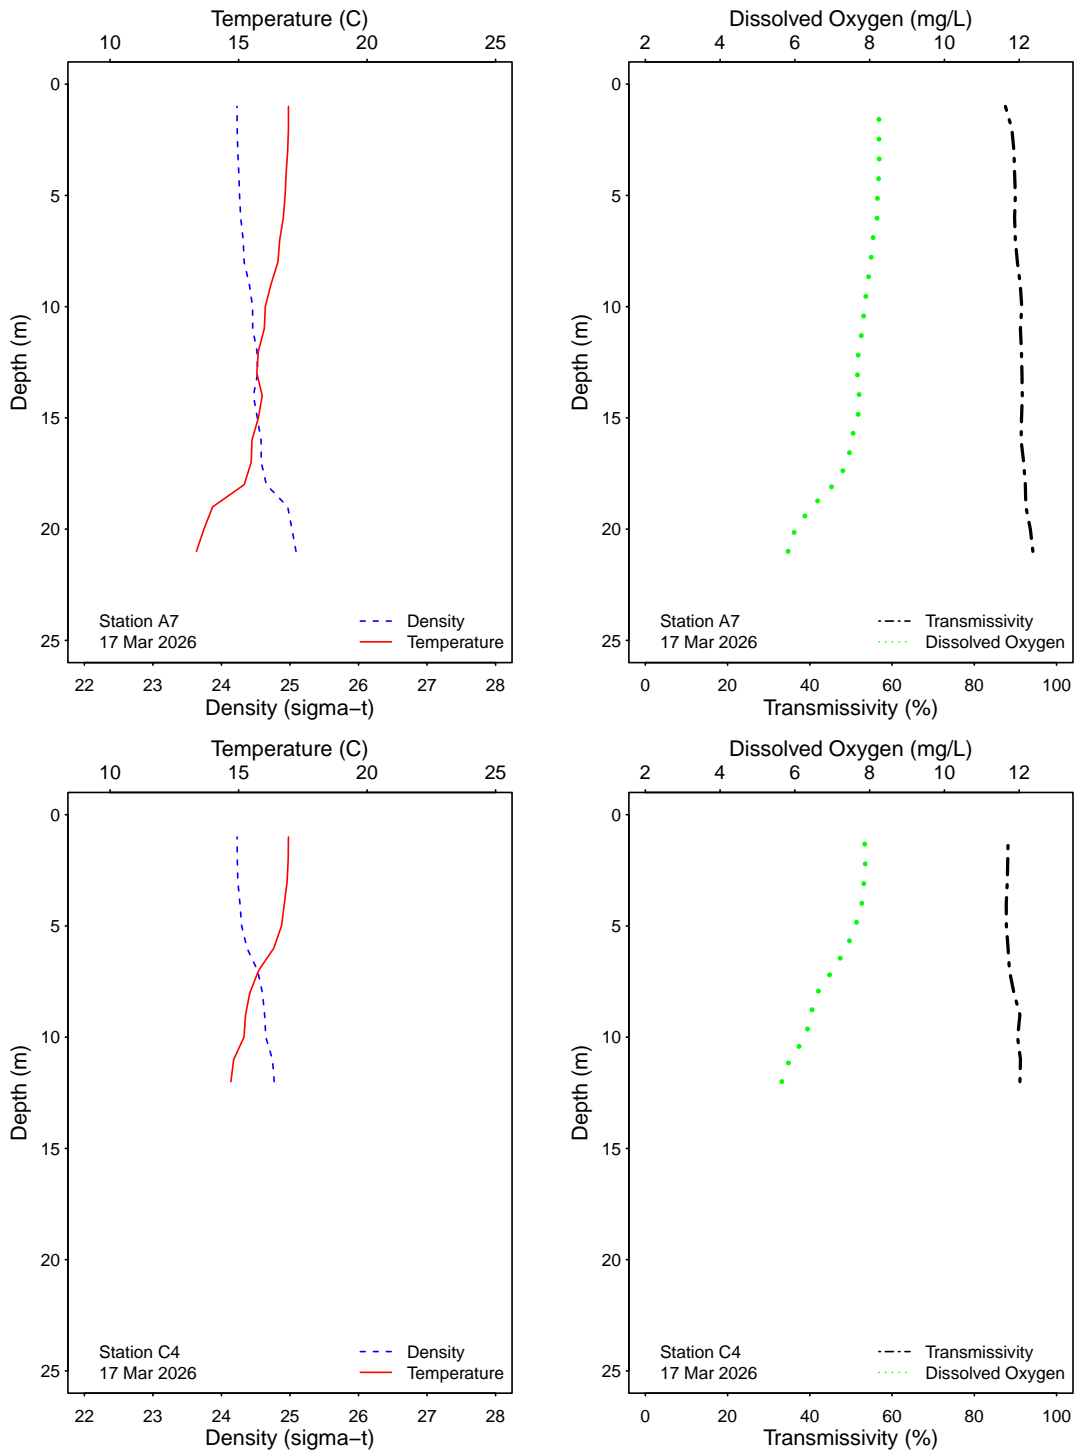 Temperature (C)
10 15 20 25
0
5
10
15
20
25
Depth (m)
Station A7
17 Mar 2026
Density
Temperature
22 23 24 25 26 27 28
Density (sigma−t)
Dissolved Oxygen (mg/L)
2 4 6 8 10 12
0
5
10
15
20
25
Depth (m)
Station A7
17 Mar 2026
Transmissivity
Dissolved Oxygen
0 20 40 60 80 100
Transmissivity (%)
Temperature (C)
10 15 20 25
0
5
10
15
20
25
Depth (m)
Station C4
17 Mar 2026
Density
Temperature
22 23 24 25 26 27 28
Density (sigma−t)
Dissolved Oxygen (mg/L)
2 4 6 8 10 12
0
5
10
15
20
25
Depth (m)
Station C4
17 Mar 2026
Transmissivity
Dissolved Oxygen
0 20 40 60 80 100
Transmissivity (%)